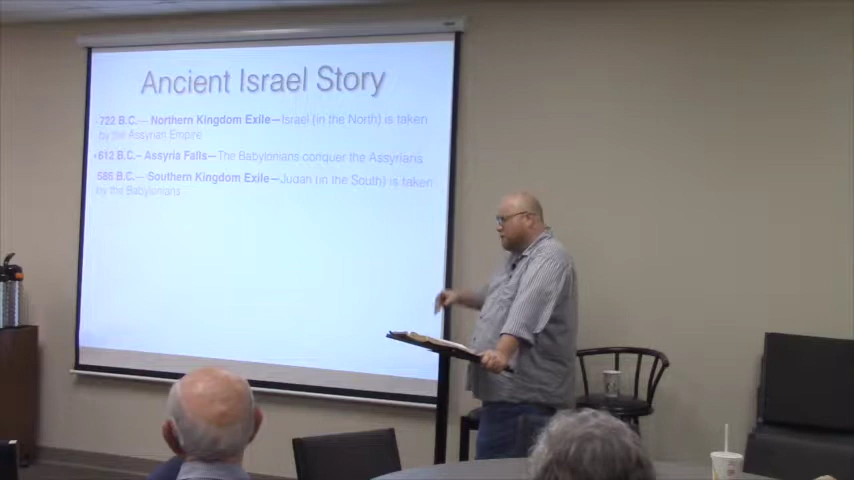 Ancient Israel Story
722 B.C.— Northern Kingdom Exile—Israel (in the North) is taken
by the Assyrian Empire
612 B.C.— Assyria Falls—The Babylonians conquer the Assyrians
586 B.C.— Southern Kingdom Exile—Judah (in the South) is taken
by the Babylonians